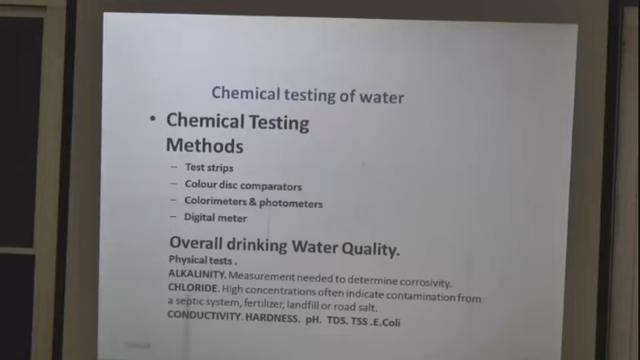 Chemical testing of water
• Chemical Testing
Methods
– Test strips
– Colour disc comparators
– Colorimeters & photometers
– Digital meter
Overall drinking Water Quality.
Physical tests .
ALKALINITY. Measurement needed to determine corrosivity.
CHLORIDE. High concentrations often indicate contamination from
a septic system, fertilizer, landfill or road salt.
CONDUCTIVITY. HARDNESS. pH. TDS. TSS .E.Coli